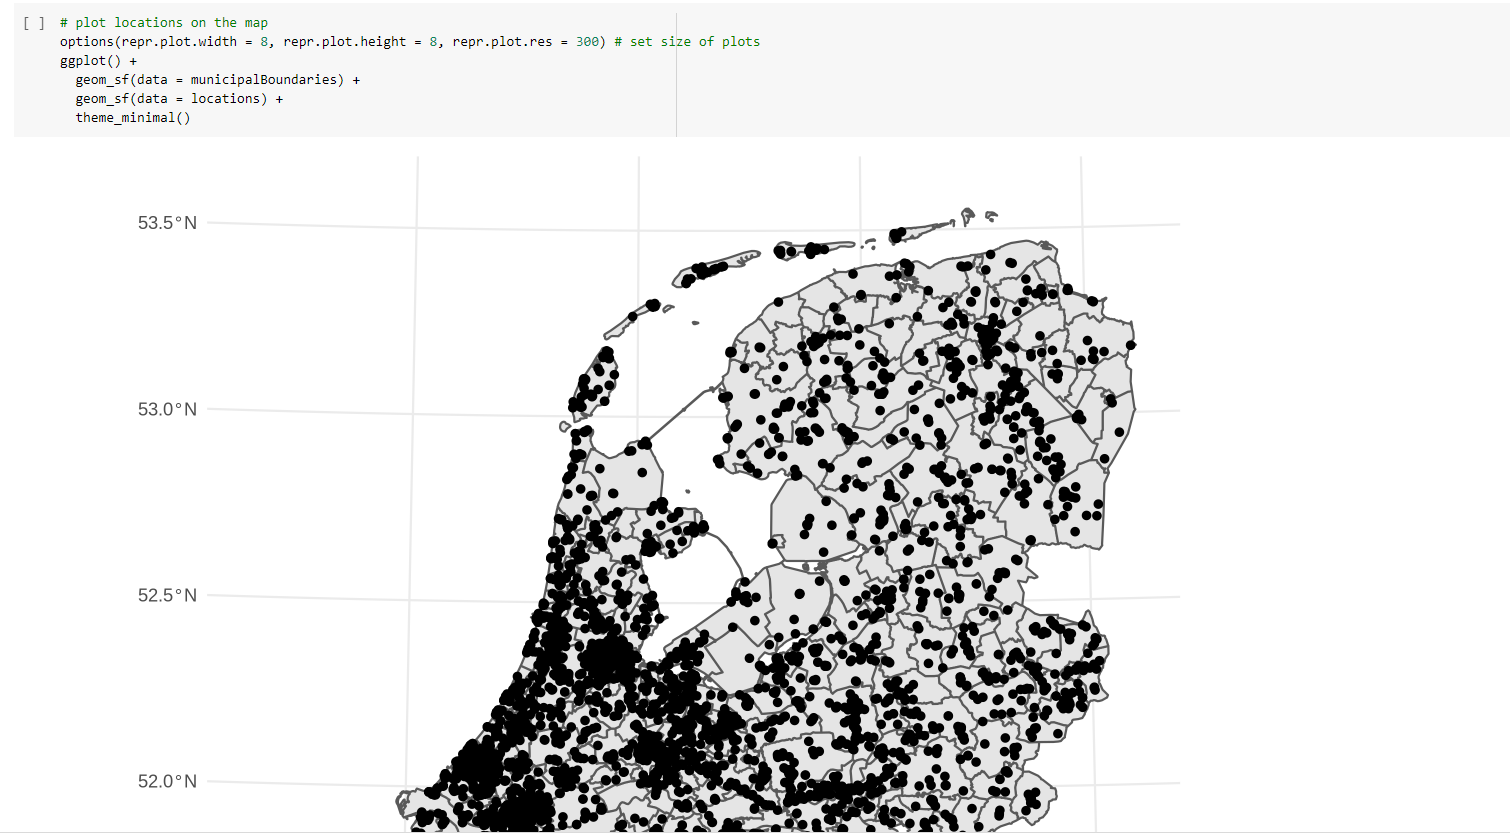 [ ] # plot locations on the map
options(repr.plot.width = 8, repr.plot.height = 8, repr.plot.res = 300) # set size of plots
ggplot() +
  geom_sf(data = municipalBoundaries) +
  geom_sf(data = locations) +
  theme_minimal()
53.5°N
53.0°N
52.5°N
52.0°N